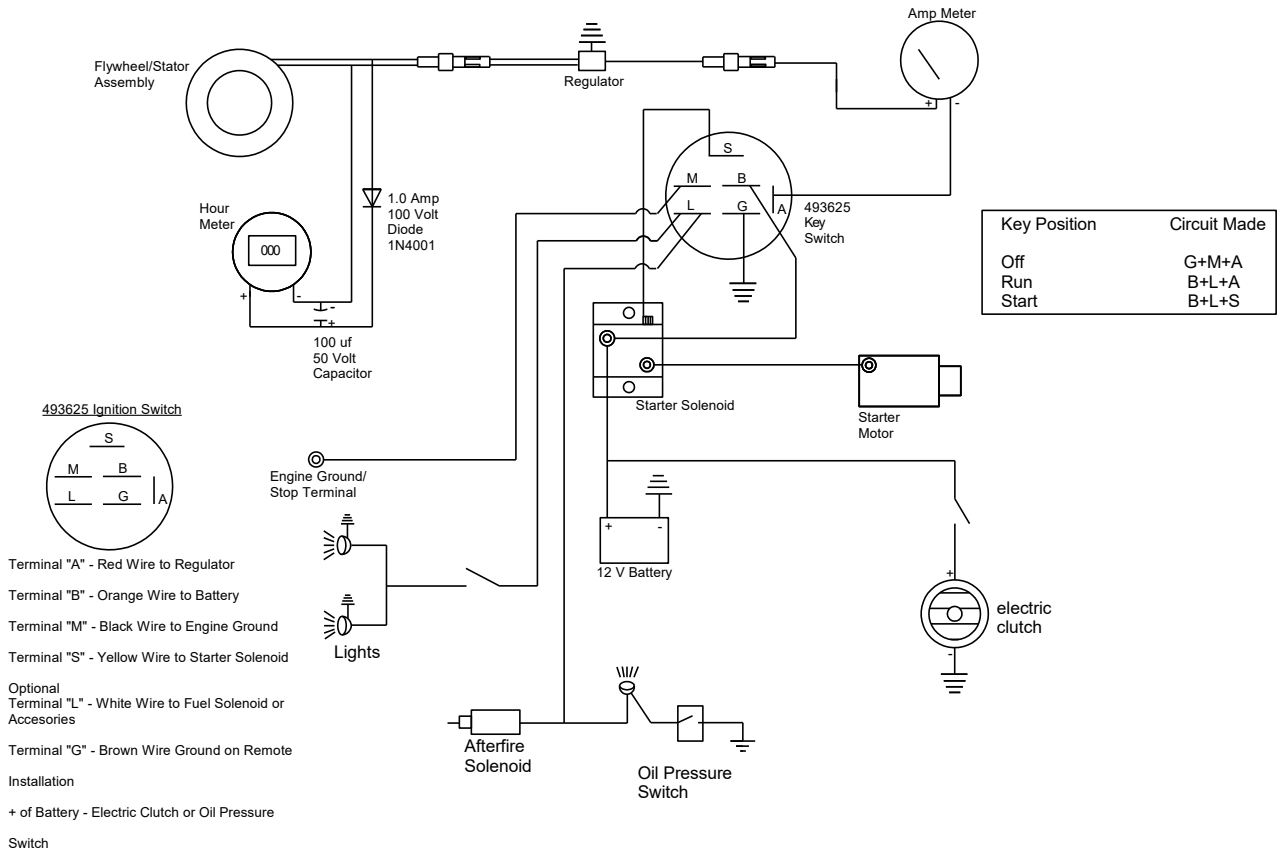 Amp Meter
+ -
Flywheel/Stator
Assembly
Regulator
1.0 Amp
100 Volt
Diode
1N4001
Hour
Meter
000
+ -
-
+
100 uf
50 Volt
Capacitor
S
M B
L G A
493625
Key
Switch
Key Position Circuit Made
Off G+M+A
Run B+L+A
Start B+L+S
Starter Solenoid
Starter
Motor
493625 Ignition Switch
S
M B
L G A
Engine Ground/
Stop Terminal
+ -
12 V Battery
Lights
+
-
electric
clutch
Afterfire
Solenoid
Oil Pressure
Switch
Terminal "A" - Red Wire to Regulator
Terminal "B" - Orange Wire to Battery
Terminal "M" - Black Wire to Engine Ground
Terminal "S" - Yellow Wire to Starter Solenoid
Optional
Terminal "L" - White Wire to Fuel Solenoid or
Accesories
Terminal "G" - Brown Wire Ground on Remote
Installation
+ of Battery - Electric Clutch or Oil Pressure
Switch